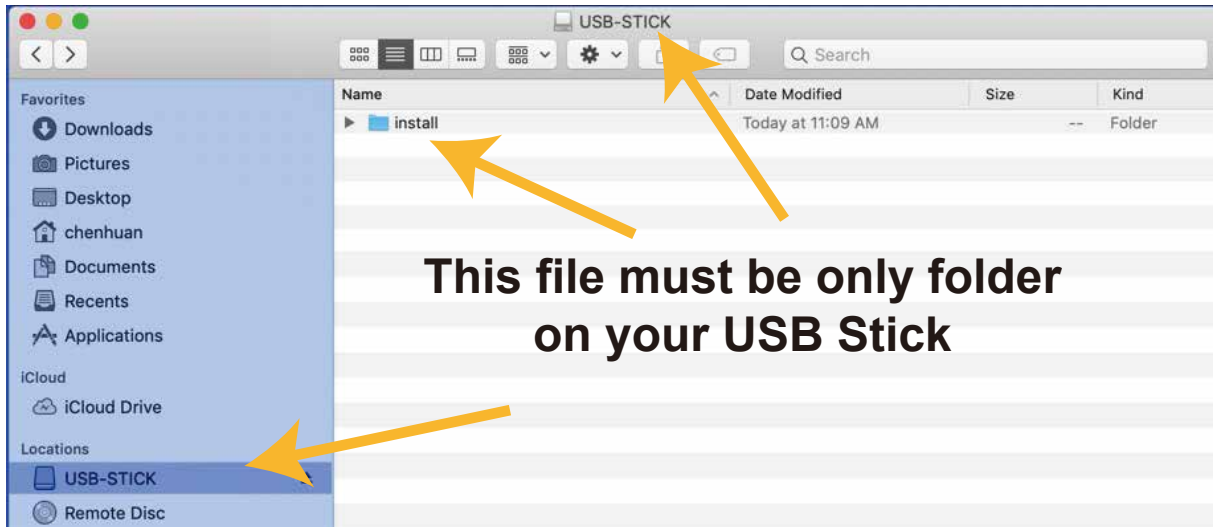 USB-STICK
Search
Favorites
Downloads
Pictures
Desktop
chenhuan
Documents
Recents
Applications
iCloud
iCloud Drive
Locations
USB-STICK
Remote Disc
Name Date Modified Size Kind
install Today at 11:09 AM -- Folder
This file must be only folder
on your USB Stick